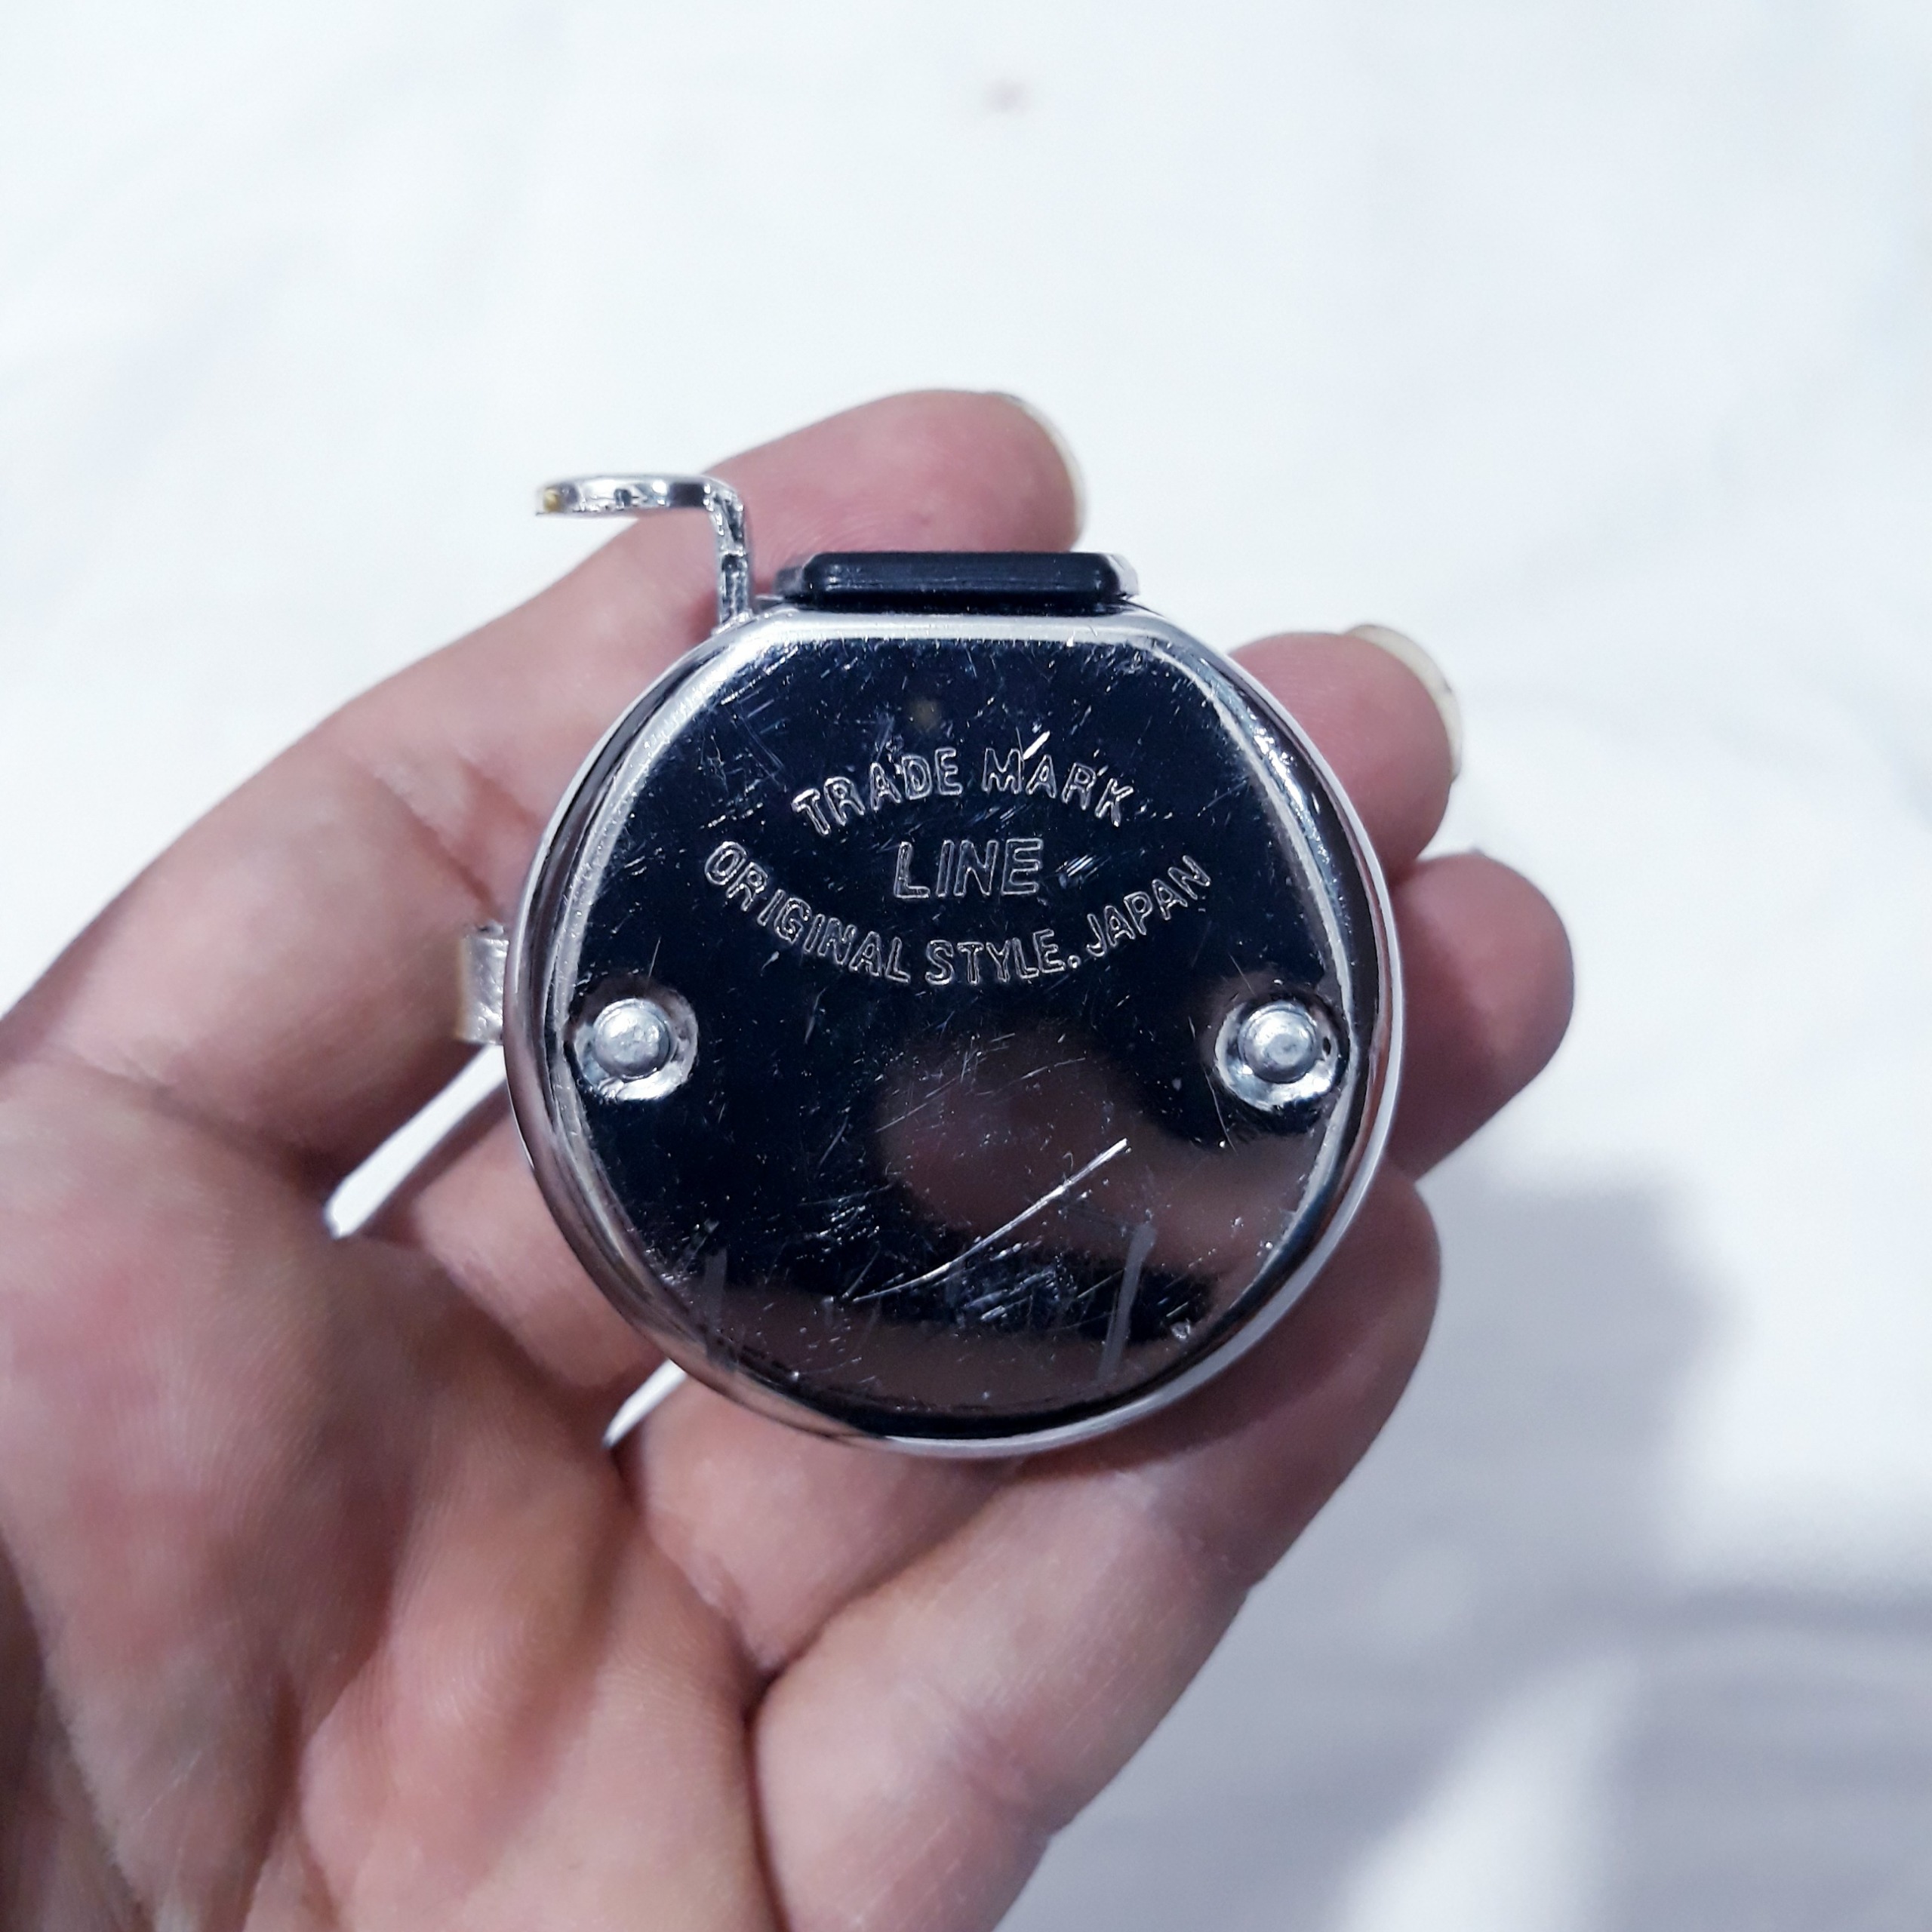 TRADE MARK
LINE
ORIGINAL STYLE. JAPAN